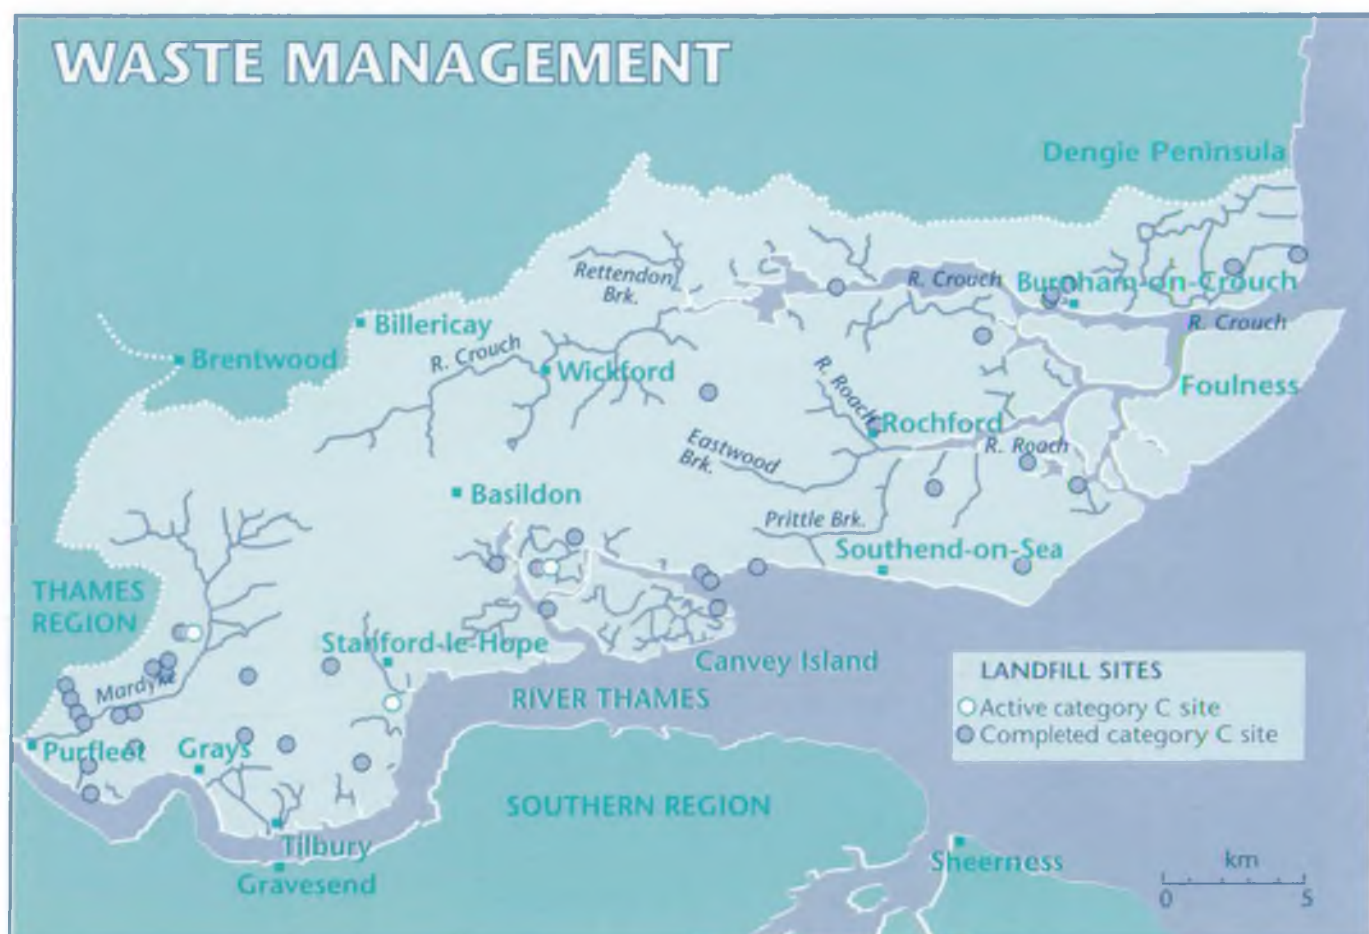 WASTE MANAGEMENT
Dengie Peninsula
Rettendon
Brk.
R. Crouch
Burnham-on-Crouch
R. Crouch
Billericay
R. Crouch
Brentwood
Wickford
R. Roach
Foulness
Rochford
R. Roach
Eastwood
Brk.
Basildon
Prittle Brk.
Southend-on-Sea
THAMES
REGION
Stanford-le-Hope
Canvey Island
Mardyke
RIVER THAMES
LANDFILL SITES
Active category C site
Completed category C site
Purfleet
Grays
SOUTHERN REGION
Tilbury
Gravesend
Sheerness
km
0 5